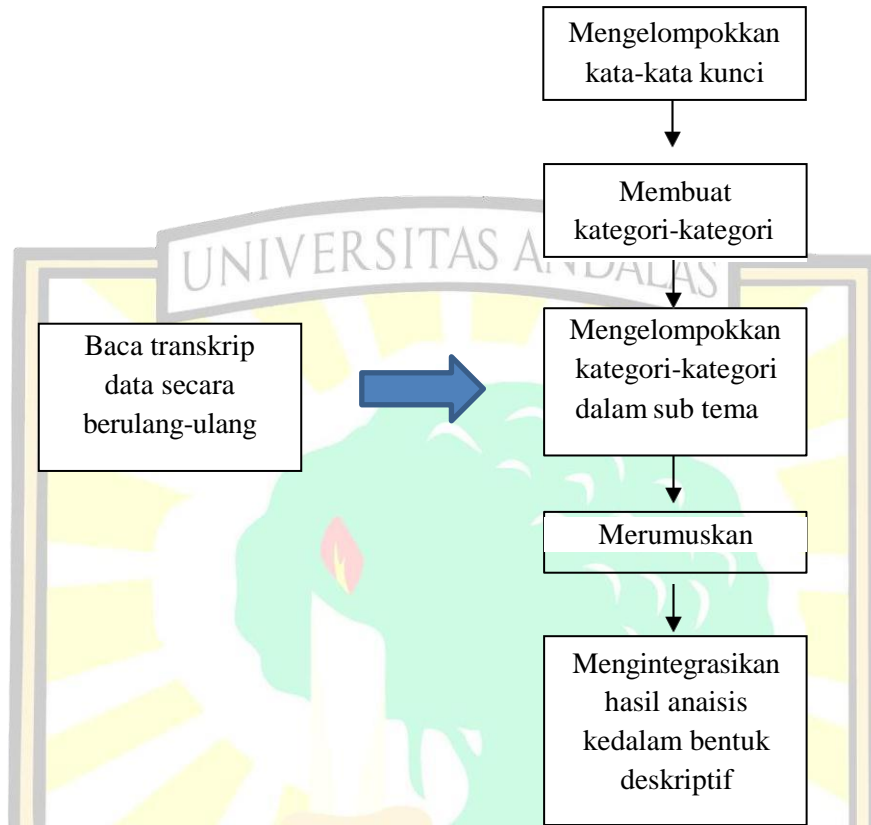 Mengelompokkan
kata-kata kunci
Membuat
kategori-kategori
UNIVERSITAS ANDALAS
Baca transkrip
data secara
berulang-ulang
Mengelompokkan
kategori-kategori
dalam sub tema
Merumuskan
Mengintegrasikan
hasil anaisis
kedalam bentuk
deskriptif